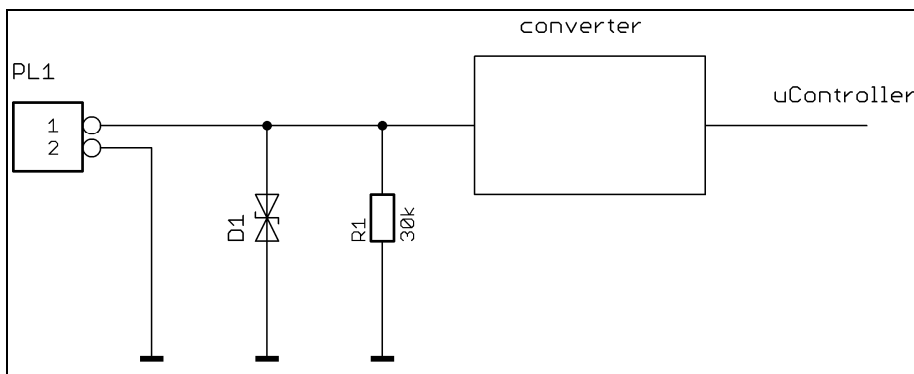 converter
PL1
uController
1
2
D1
R1
30k